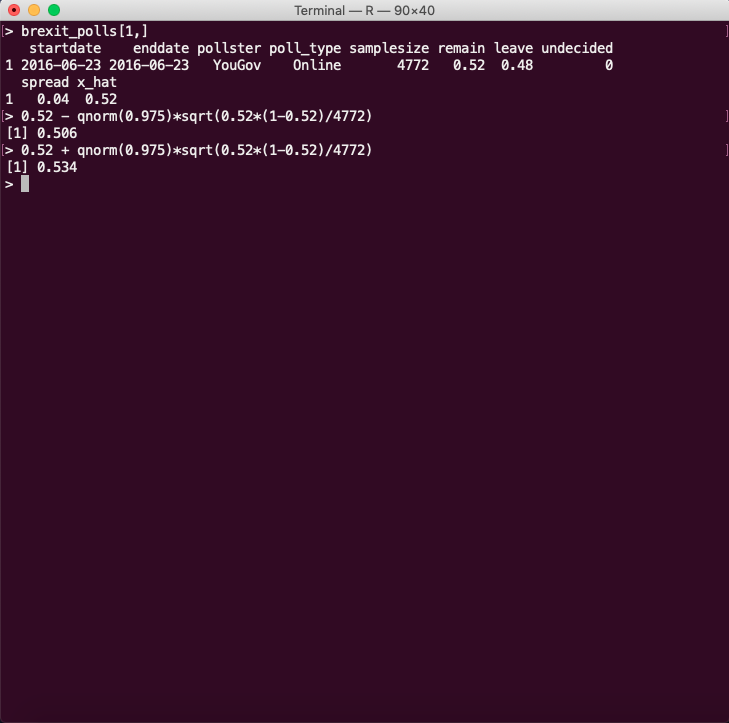 Terminal — R — 90×40
[> brexit_polls[1,] ]
startdate enddate pollster poll_type samplesize remain leave undecided
1 2016-06-23 2016-06-23 YouGov Online 4772 0.52 0.48 0
spread x_hat
1 0.04 0.52
[> 0.52 - qnorm(0.975)*sqrt(0.52*(1-0.52)/4772) ]
[1] 0.506
[> 0.52 + qnorm(0.975)*sqrt(0.52*(1-0.52)/4772) ]
[1] 0.534
>